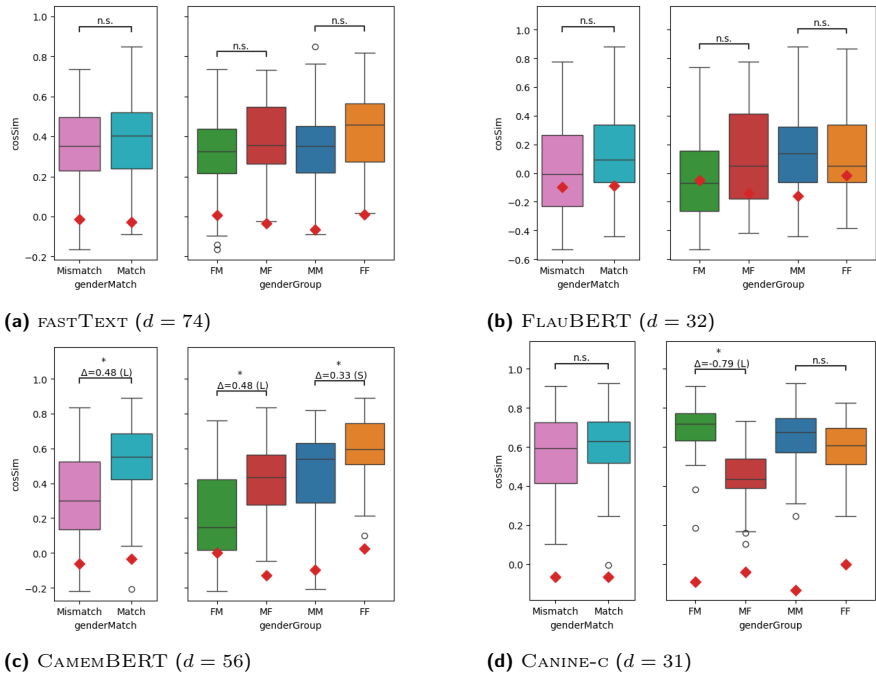 1.0
0.8
0.6
0.4
0.2
0.0
−0.2
cosSim
n.s.
Mismatch Match
genderMatch
n.s.
n.s.
FM MF MM FF
genderGroup
(a) FASTTEXT (d = 74)
1.0
0.8
0.6
0.4
0.2
0.0
−0.2
−0.4
−0.6
cosSim
n.s.
Mismatch Match
genderMatch
n.s.
n.s.
FM MF MM FF
genderGroup
(b) FLAUBERT (d = 32)
1.0
0.8
0.6
0.4
0.2
0.0
−0.2
cosSim
*
Δ=0.48 (L)
Mismatch Match
genderMatch
*
Δ=0.48 (L)
*
Δ=0.33 (S)
FM MF MM FF
genderGroup
(c) CAMEMBERT (d = 56)
1.0
0.8
0.6
0.4
0.2
0.0
cosSim
n.s.
Mismatch Match
genderMatch
*
Δ=-0.79 (L)
n.s.
FM MF MM FF
genderGroup
(d) CANINE-C (d = 31)